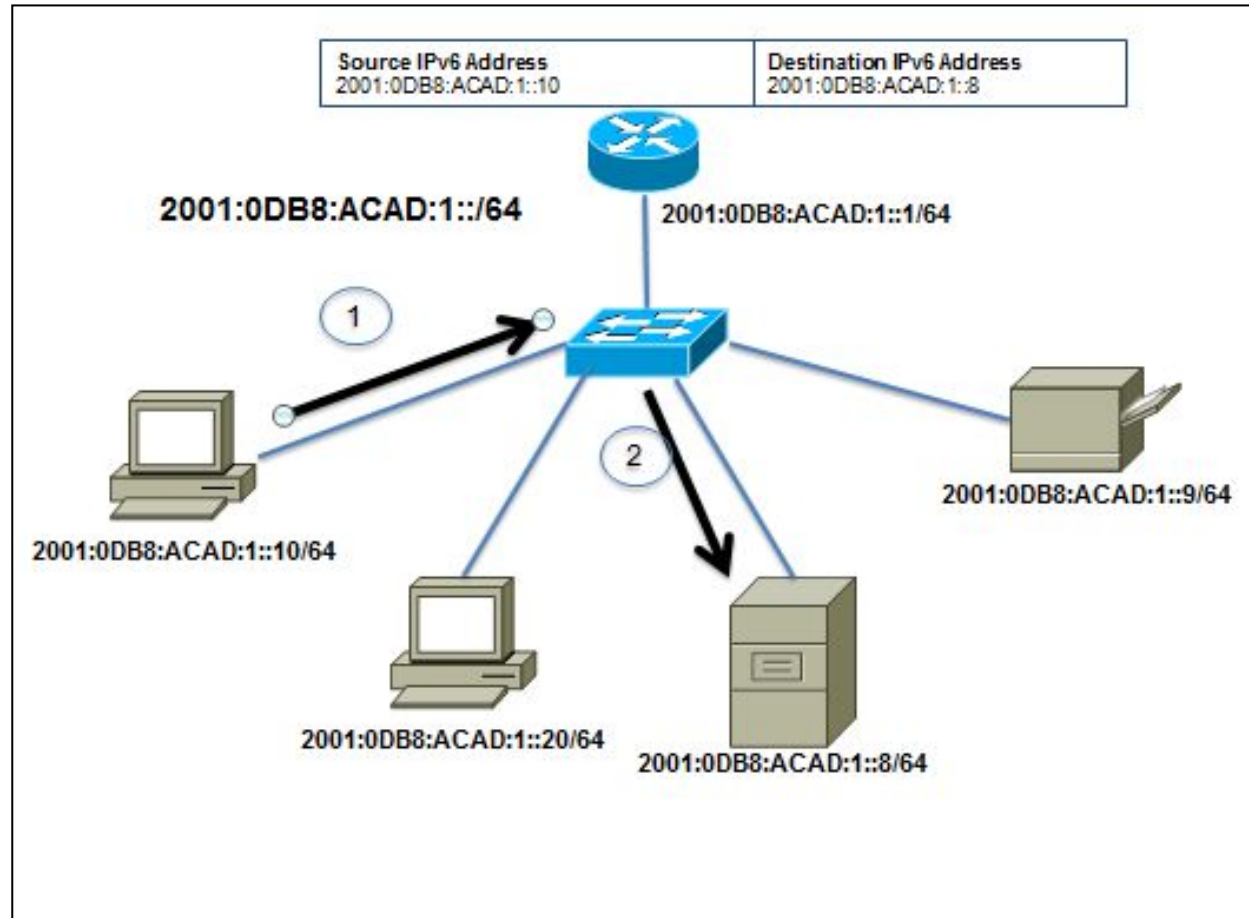 Source IPv6 Address
2001:0DB8:ACAD:1::10
Destination IPv6 Address
2001:0DB8:ACAD:1::8
2001:0DB8:ACAD:1::/64
2001:0DB8:ACAD:1::1/64
1
2
2001:0DB8:ACAD:1::9/64
2001:0DB8:ACAD:1::10/64
2001:0DB8:ACAD:1::20/64
2001:0DB8:ACAD:1::8/64